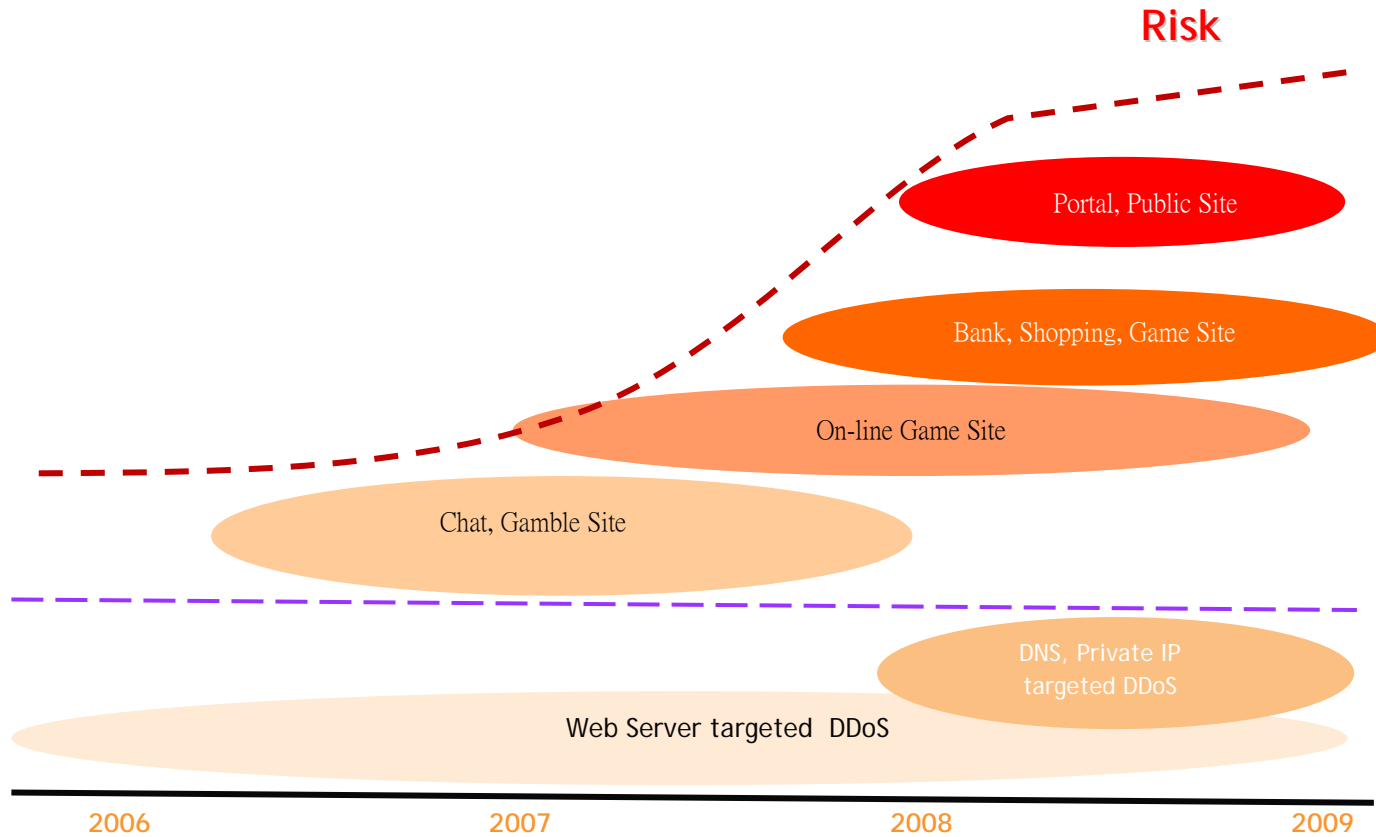 Risk
Portal, Public Site
Bank, Shopping, Game Site
On-line Game Site
Chat, Gamble Site
DNS, Private IP
targeted DDoS
Web Server targeted DDoS
2006 2007 2008 2009